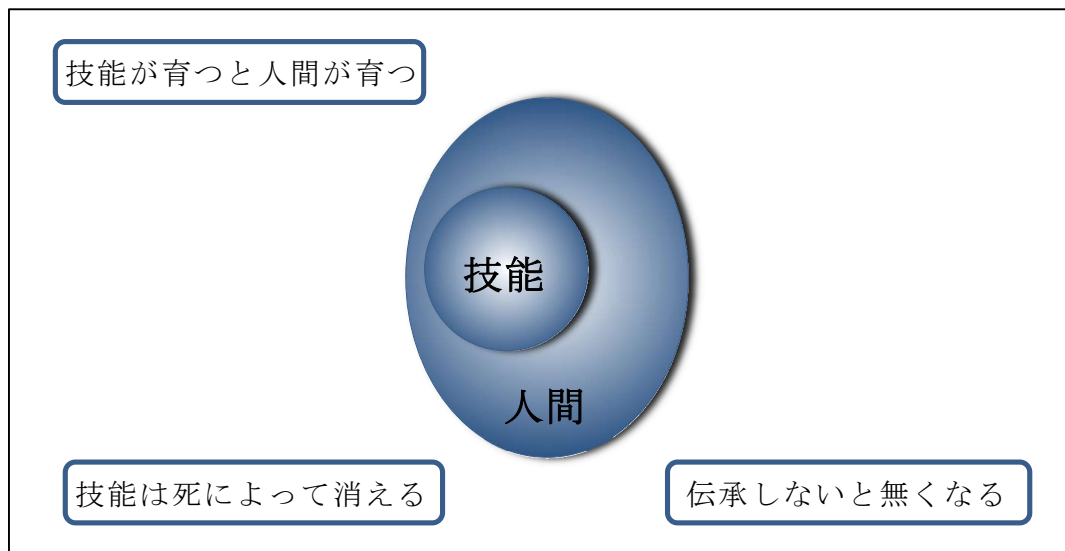 技能が育つと人間が育つ
技能
人間
技能は死によって消える
伝承しないと無くなる